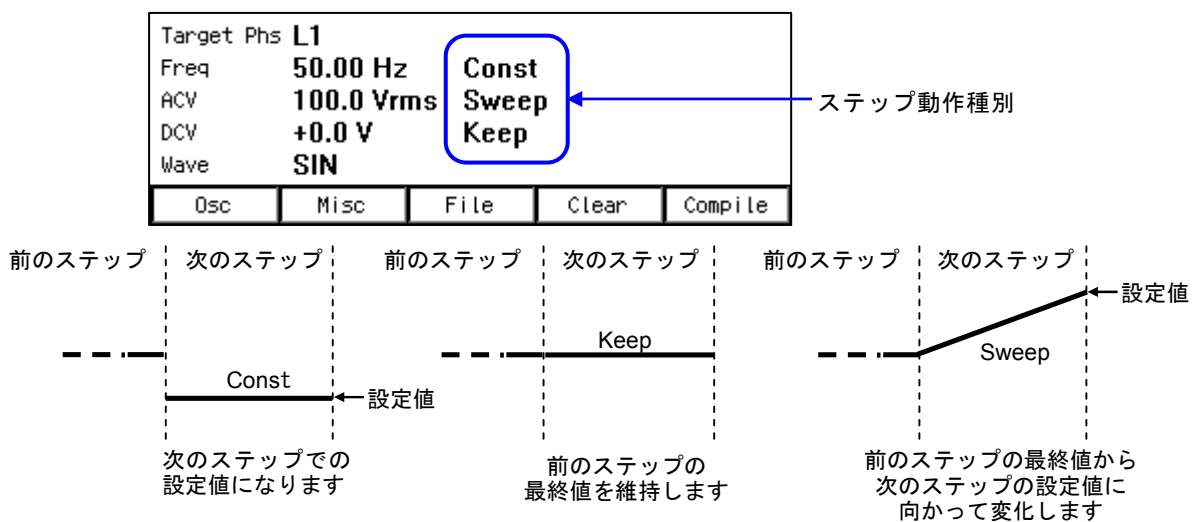 Target Phs L1
Freq 50.00 Hz Const
ACV 100.0 Vrms Sweep
DCV +0.0 V Keep
Wave SIN
Osc Misc File Clear Compile
ステップ動作種別
前のステップ 次のステップ 前のステップ 次のステップ 前のステップ 次のステップ
設定値
Keep
Sweep
Const
設定値
次のステップでの
設定値になります
前のステップの
最終値を維持します
前のステップの最終値から
次のステップの設定値に
向かって変化します